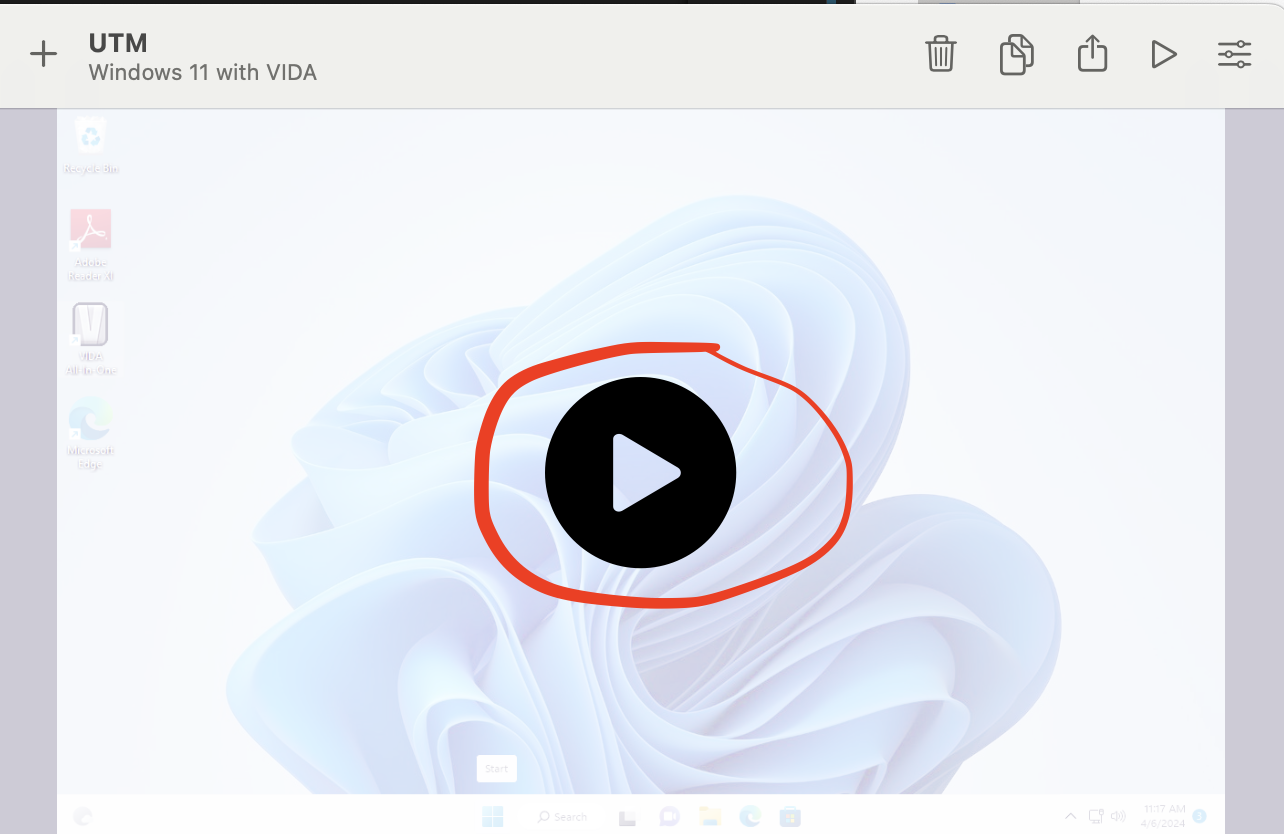 UTM
Windows 11 with VIDA
Recycle Bin
Adobe
Reader XI
VIDA
All-In-One
Microsoft
Edge
Start
Search
11:17 AM
4/6/2024
3